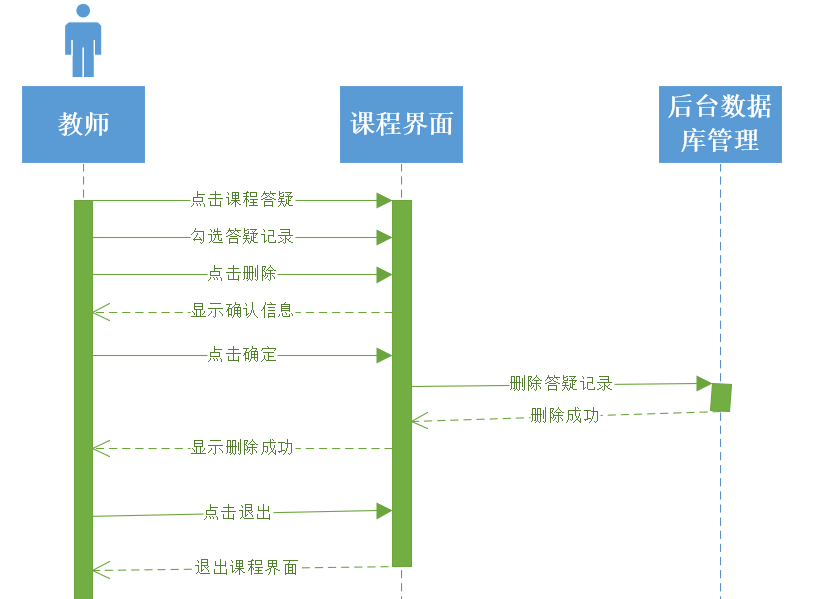 教师
课程界面
后台数据
库管理
点击课程答疑
勾选答疑记录
点击删除
显示确认信息
点击确定
删除答疑记录
删除成功
显示删除成功
点击退出
退出课程界面